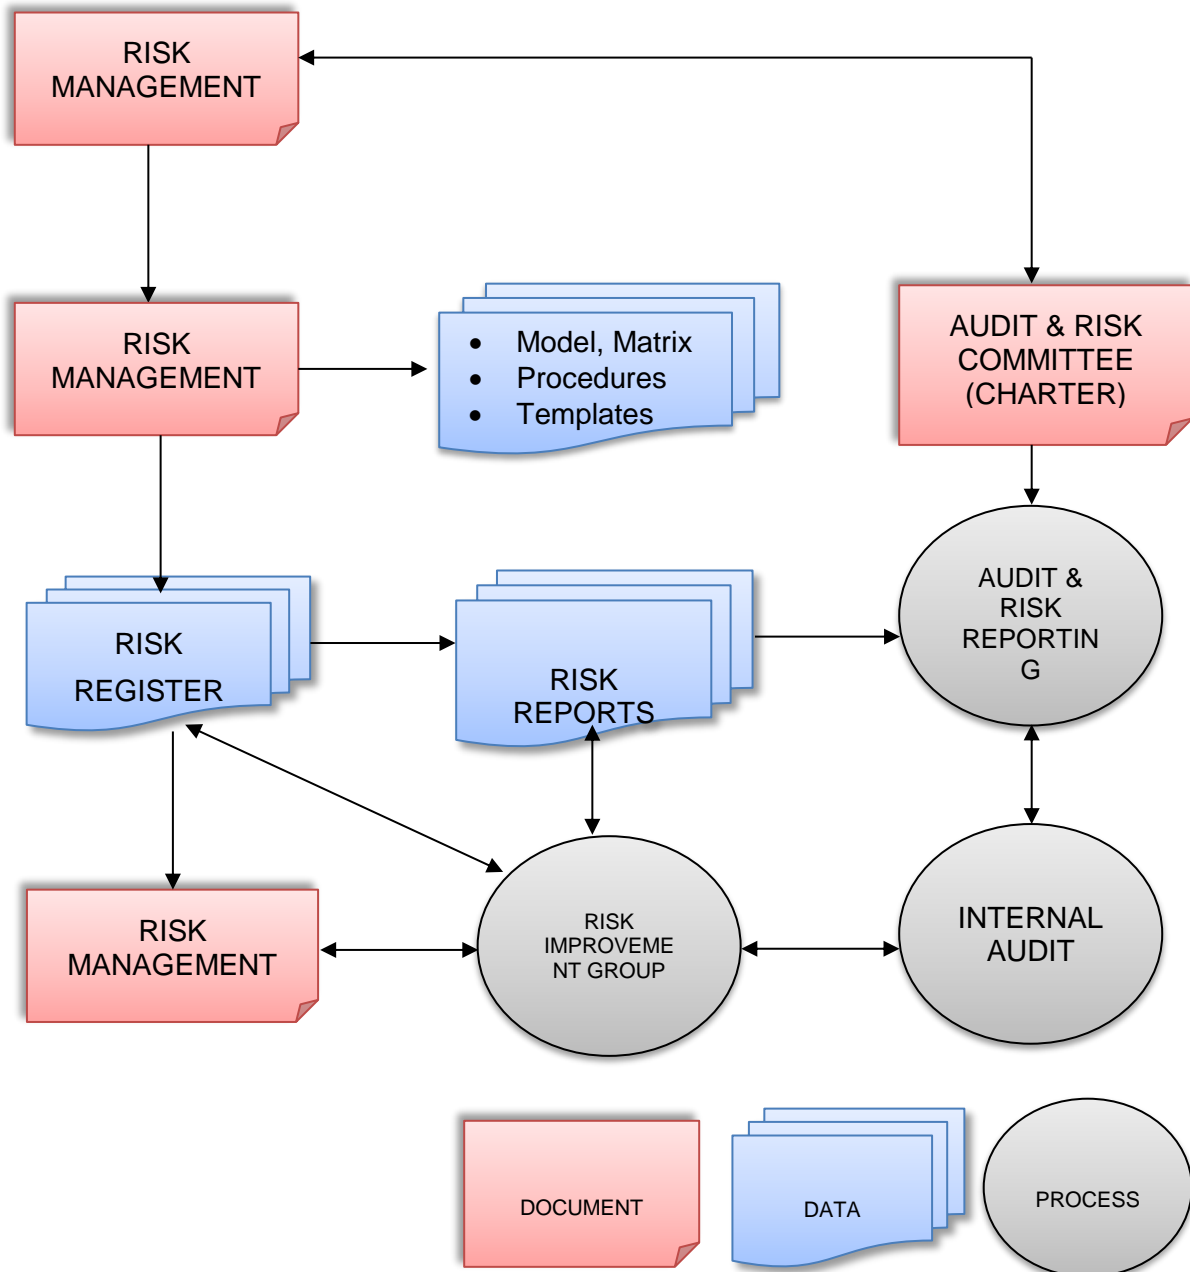 RISK
MANAGEMENT
RISK
MANAGEMENT
• Model, Matrix
• Procedures
• Templates
AUDIT & RISK
COMMITTEE
(CHARTER)
RISK
REGISTER
RISK
REPORTS
AUDIT &
RISK
REPORTIN
G
RISK
MANAGEMENT
RISK
IMPROVEME
NT GROUP
INTERNAL
AUDIT
DOCUMENT
DATA
PROCESS